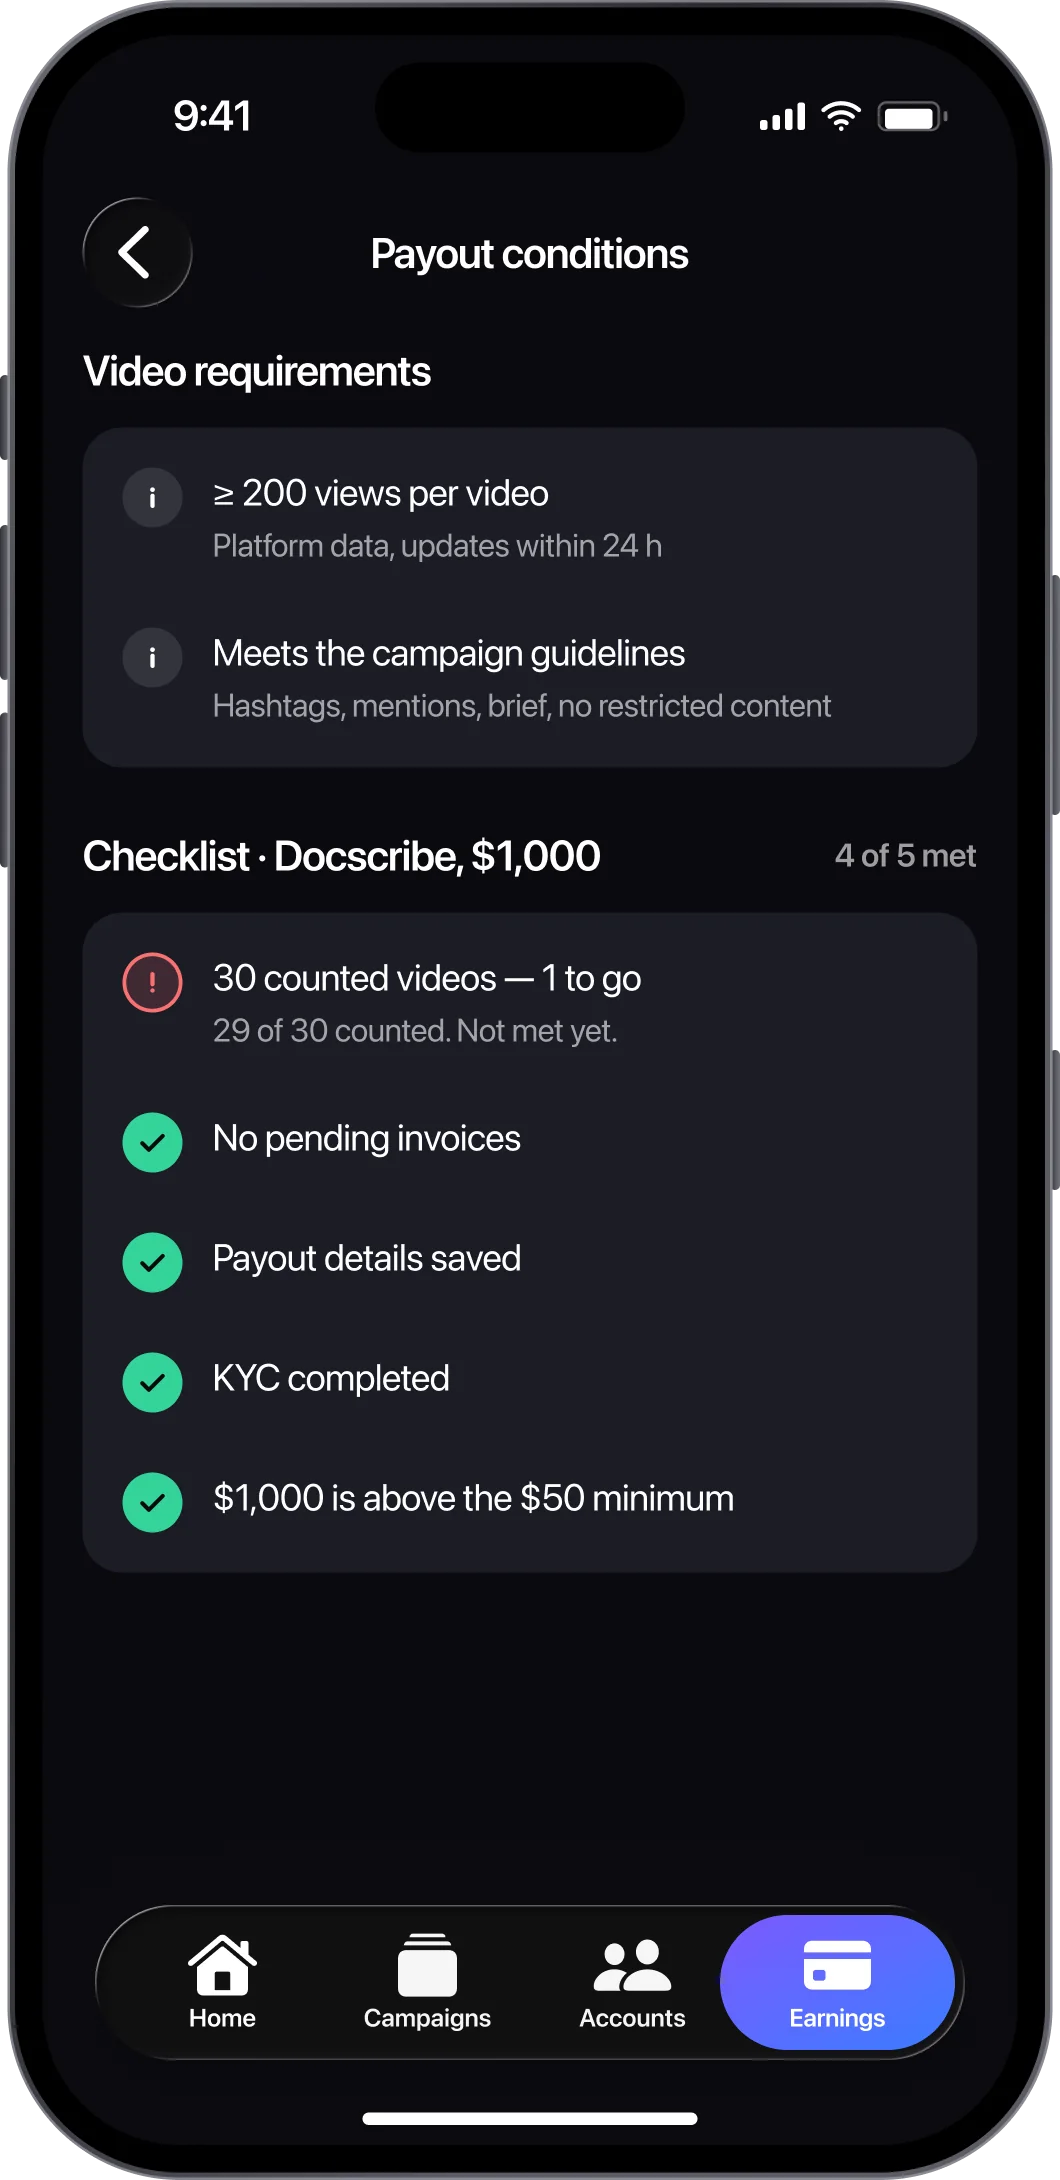 9:41
Payout conditions
Video requirements
≥ 200 views per video
Platform data, updates within 24 h
Meets the campaign guidelines
Hashtags, mentions, brief, no restricted content
Checklist · Docscribe, $1,000
4 of 5 met
30 counted videos — 1 to go
29 of 30 counted. Not met yet.
No pending invoices
Payout details saved
KYC completed
$1,000 is above the $50 minimum
Home
Campaigns
Accounts
Earnings